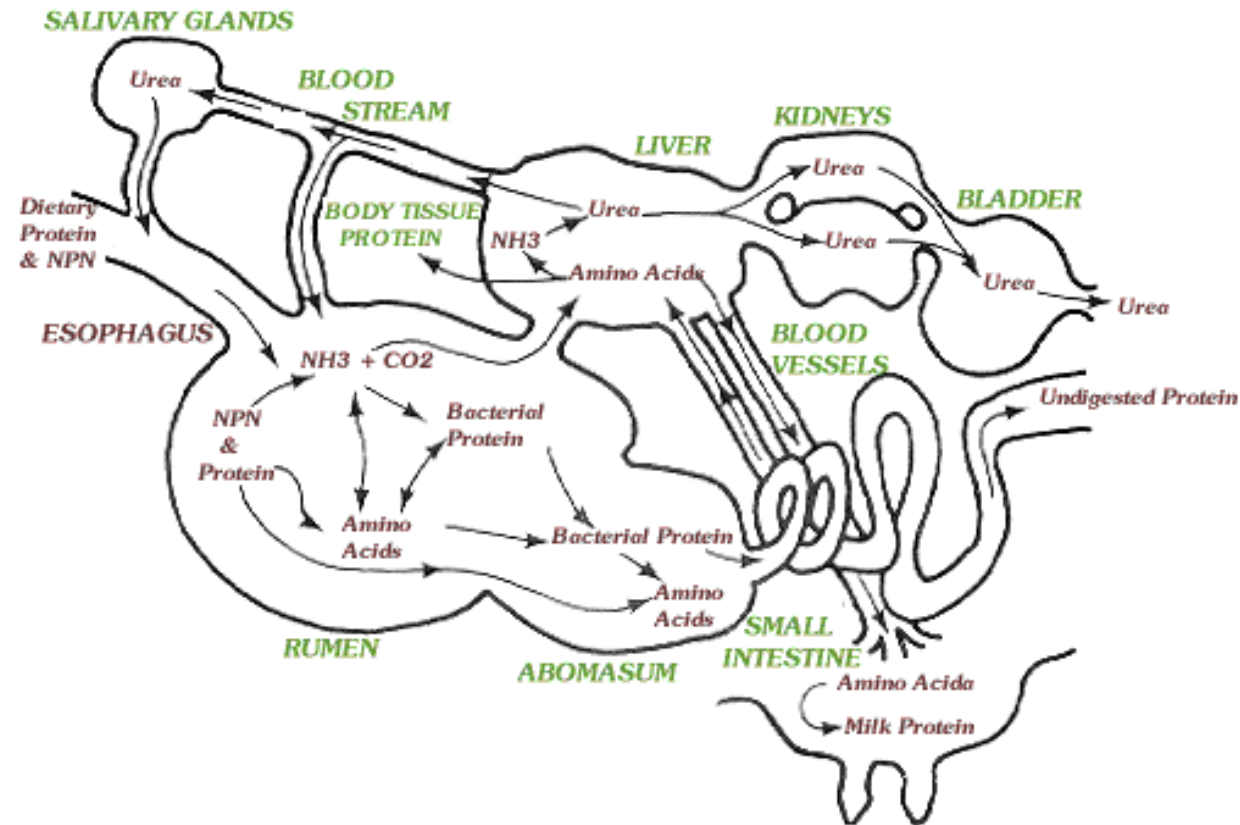 SALIVARY GLANDS
Urea
BLOOD
STREAM
KIDNEYS
LIVER
Urea
BLADDER
Dietary
Protein
& NPN
BODY TISSUE
PROTEIN
Urea
NH3
Urea
Amino Acids
Urea
Urea
ESOPHAGUS
BLOOD
VESSELS
NH3 + CO2
Undigested Protein
NPN
&
Protein
Bacterial
Protein
Amino
Acids
Bacterial Protein
Amino
Acids
RUMEN
ABOMASUM
SMALL
INTESTINE
Amino Acida
Milk Protein